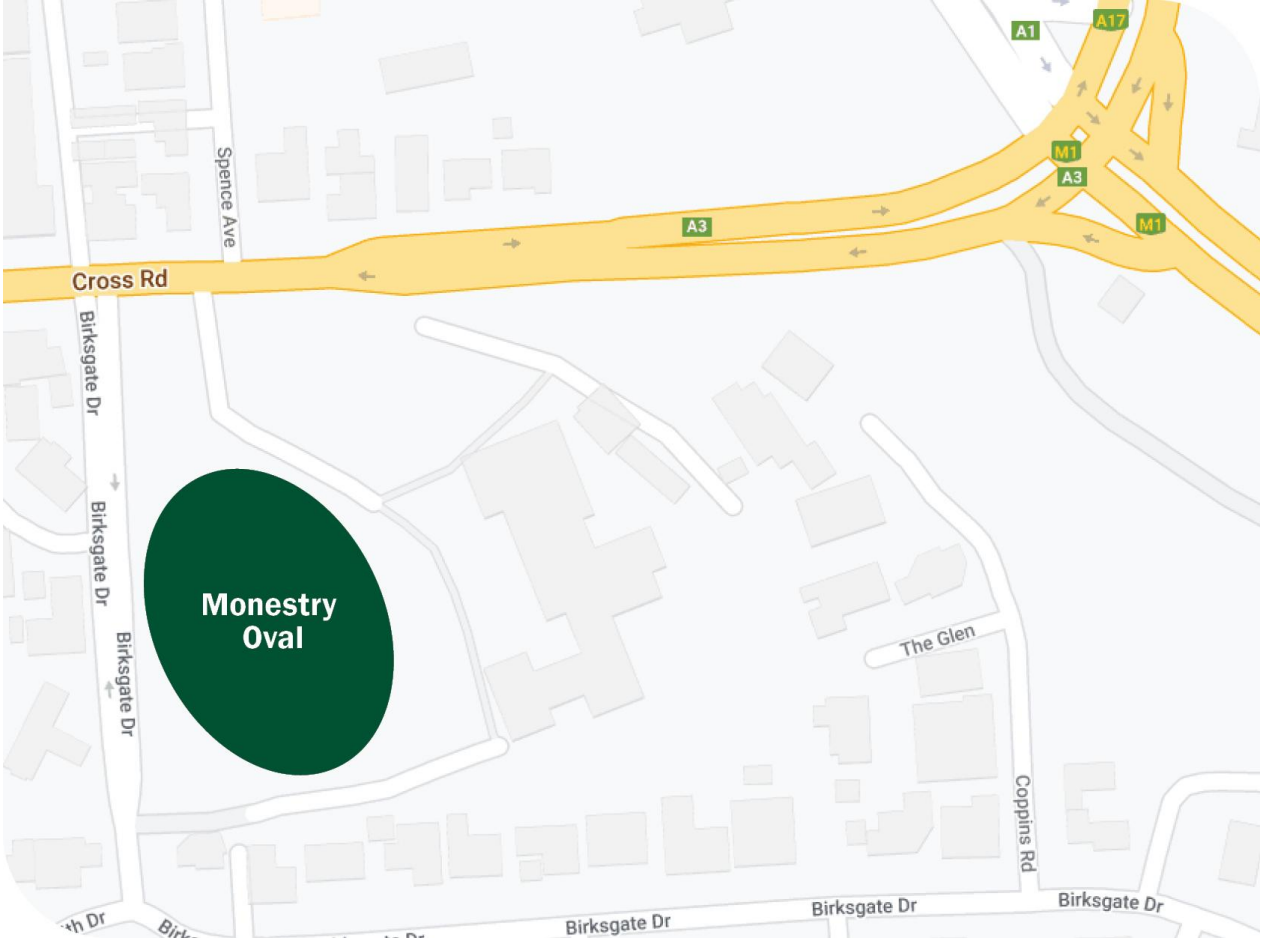 A17
A1
M1
A3
M1
Spence Ave
A3
Cross Rd
Birksgate Dr
Birksgate Dr
Monestry
Oval
Birksgate Dr
The Glen
Coppins Rd
Birksgate Dr
Birksgate Dr
Birksgate Dr
Dr